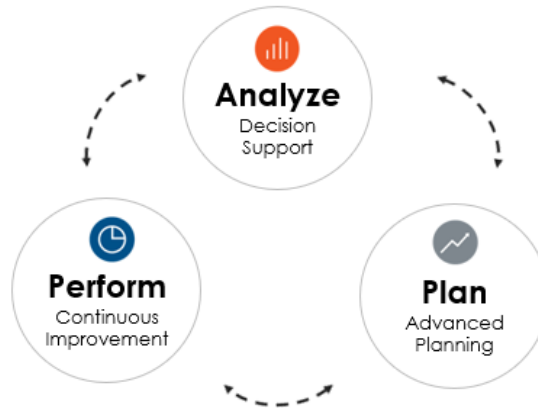 Analyze
Decision
Support
Perform
Continuous
Improvement
Plan
Advanced
Planning